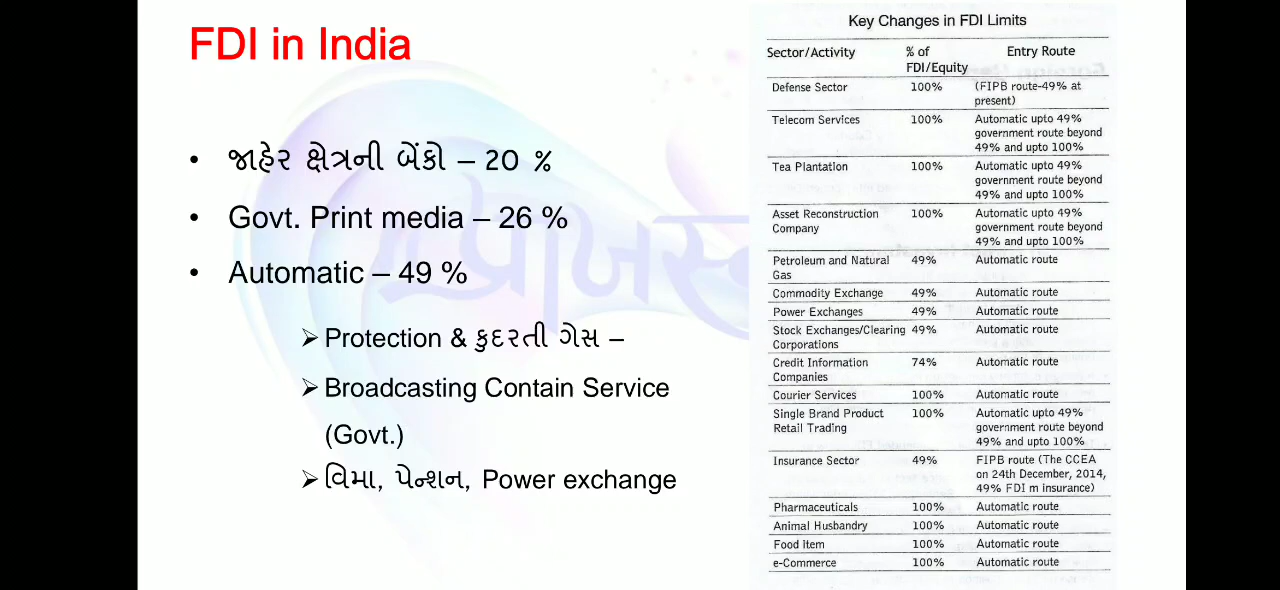 FDI in India
• જાહેર ક્ષેત્રની બેંકો – 20 %
• Govt. Print media – 26 %
• Automatic – 49 %
➢ Protection & કુદરતી ગેસ –
➢ Broadcasting Contain Service
(Govt.)
➢ વિમા, પેન્શન, Power exchange
Key Changes in FDI Limits
Sector/Activity % of Entry Route
FDI/Equity
Defense Sector 100% (FIPB route-49% at
present)
Telecom Services 100% Automatic upto 49%
government route beyond
49% and upto 100%
Tea Plantation 100% Automatic upto 49%
government route beyond
49% and upto 100%
Asset Reconstruction 100% Automatic upto 49%
Company government route beyond
49% and upto 100%
Petroleum and Natural 49% Automatic route
Gas
Commodity Exchange 49% Automatic route
Power Exchanges 49% Automatic route
Stock Exchanges/Clearing 49% Automatic route
Corporations
Credit Information 74% Automatic route
Companies
Courier Services 100% Automatic route
Single Brand Product 100% Automatic upto 49%
Retail Trading government route beyond
49% and upto 100%
Insurance Sector 49% FIPB route (The CCEA
on 24th December, 2014,
49% FDI m insurance)
Pharmaceuticals 100% Automatic route
Animal Husbandry 100% Automatic route
Food item 100% Automatic route
e-Commerce 100% Automatic route